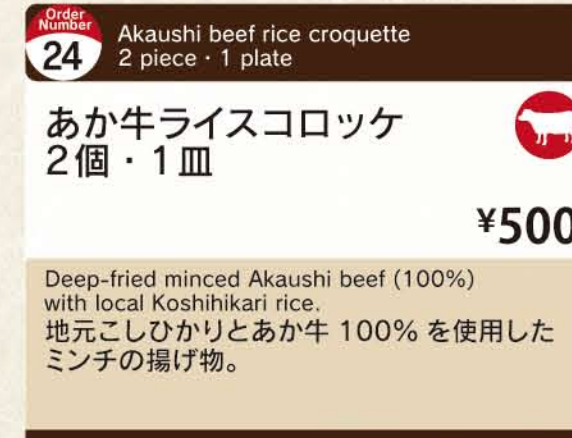 Order
Number
24
Akaushi beef rice croquette
2 piece・1 plate
あか牛ライスコロッケ
2個・1皿
¥500
Deep-fried minced Akaushi beef (100%)
with local Koshihikari rice.
地元こしひかりとあか牛 100% を使用した
ミンチの揚げ物。